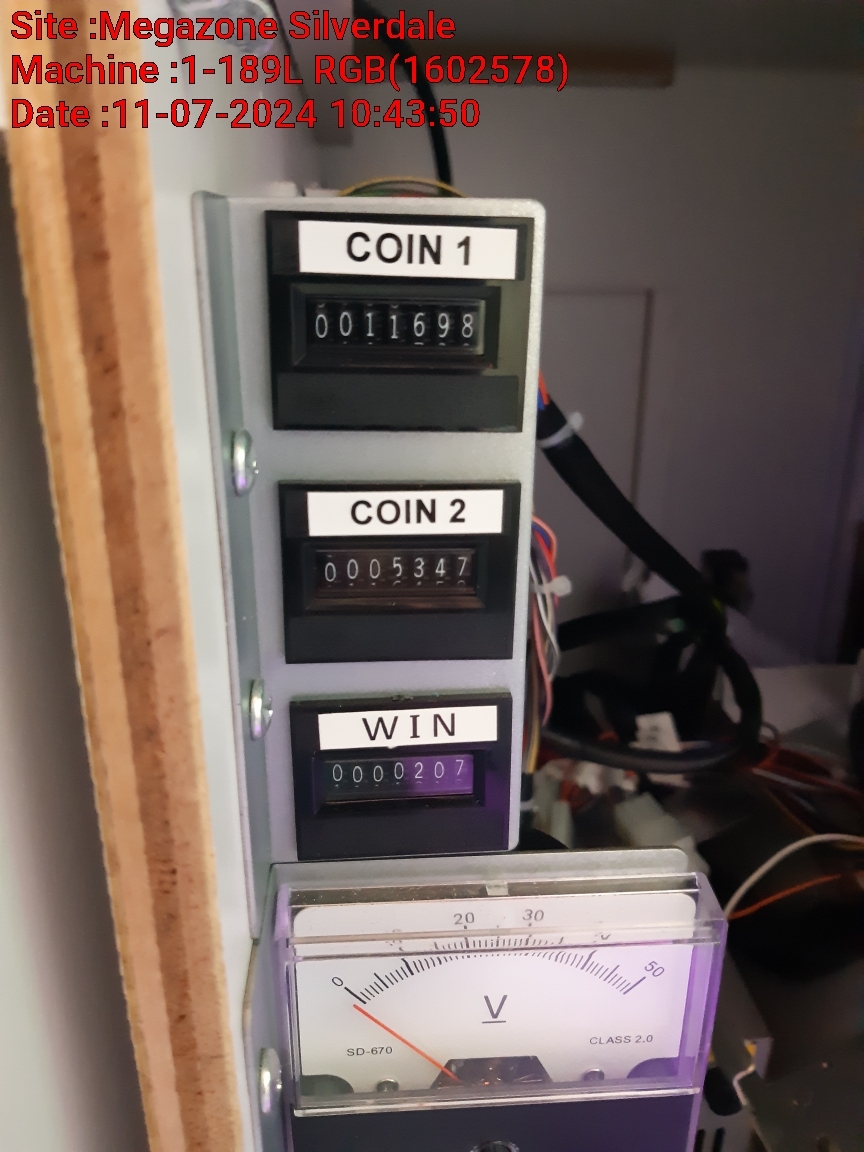 Site :Megazone Silverdale
Machine :1-189L RGB(1602578)
Date :11-07-2024 10:43:50
COIN 1
0011698
COIN 2
0005347
WIN
0000207
20 30
0 50
V
SD-670 CLASS 2.0